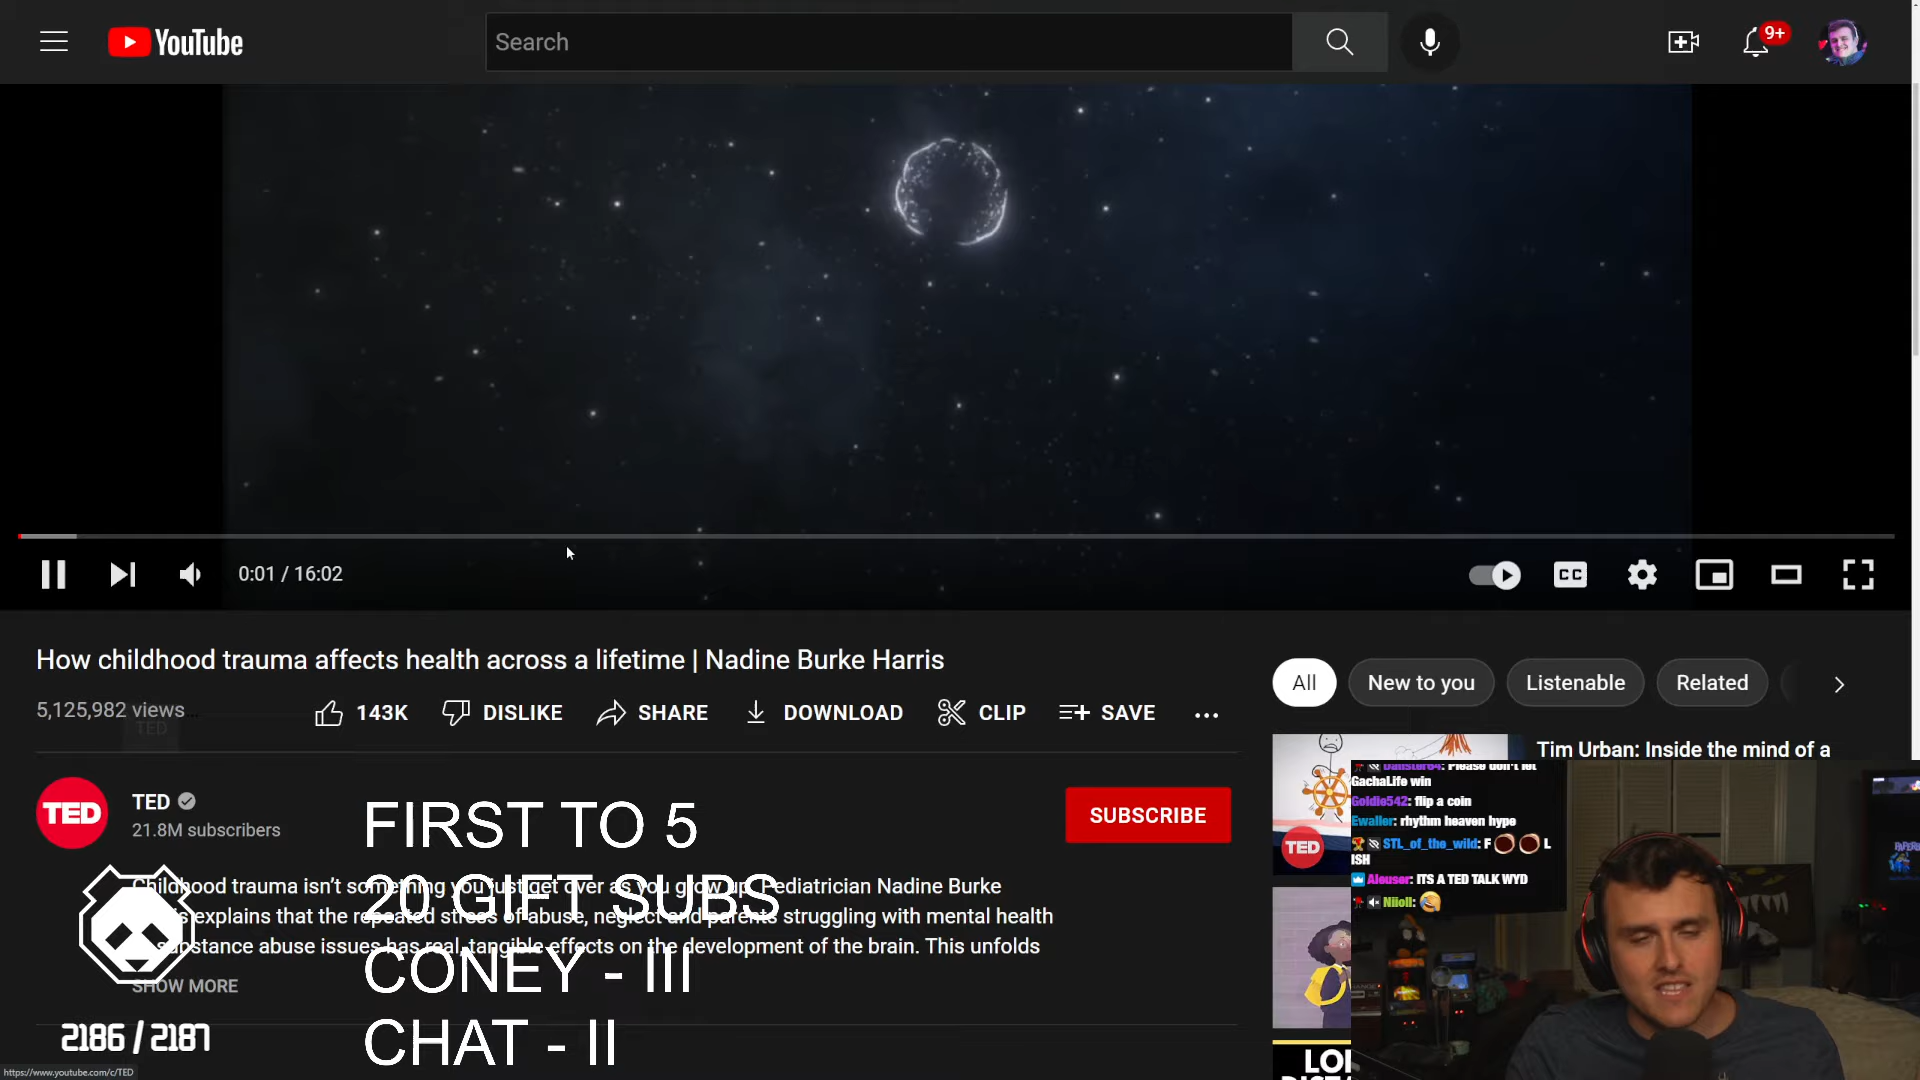 YouTube
Search
9+
0:01 / 16:02
CC
How childhood trauma affects health across a lifetime | Nadine Burke Harris
5,125,982 views
143K
DISLIKE
SHARE
DOWNLOAD
CLIP
SAVE
TED
All
New to you
Listenable
Related
Tim Urban: Inside the mind of a
TED
TED
21.8M subscribers
SUBSCRIBE
Childhood trauma isn't something you just get over as you grow up. Pediatrician Nadine Burke
explains that the repeated stress of abuse, neglect and parents struggling with mental health
substance abuse issues has real, tangible effects on the development of the brain. This unfolds
SHOW MORE
FIRST TO 5
20 GIFT SUBS
CONEY - III
CHAT - II
2186 / 2187
https://www.youtube.com/c/TED
TED
Please don't let
GachaLife win
Goldie542: flip a coin
Ewaller: rhythm heaven hype
STL_of_the_wild: F L
ISH
Aleuser: ITS A TED TALK WYD
Niioll: